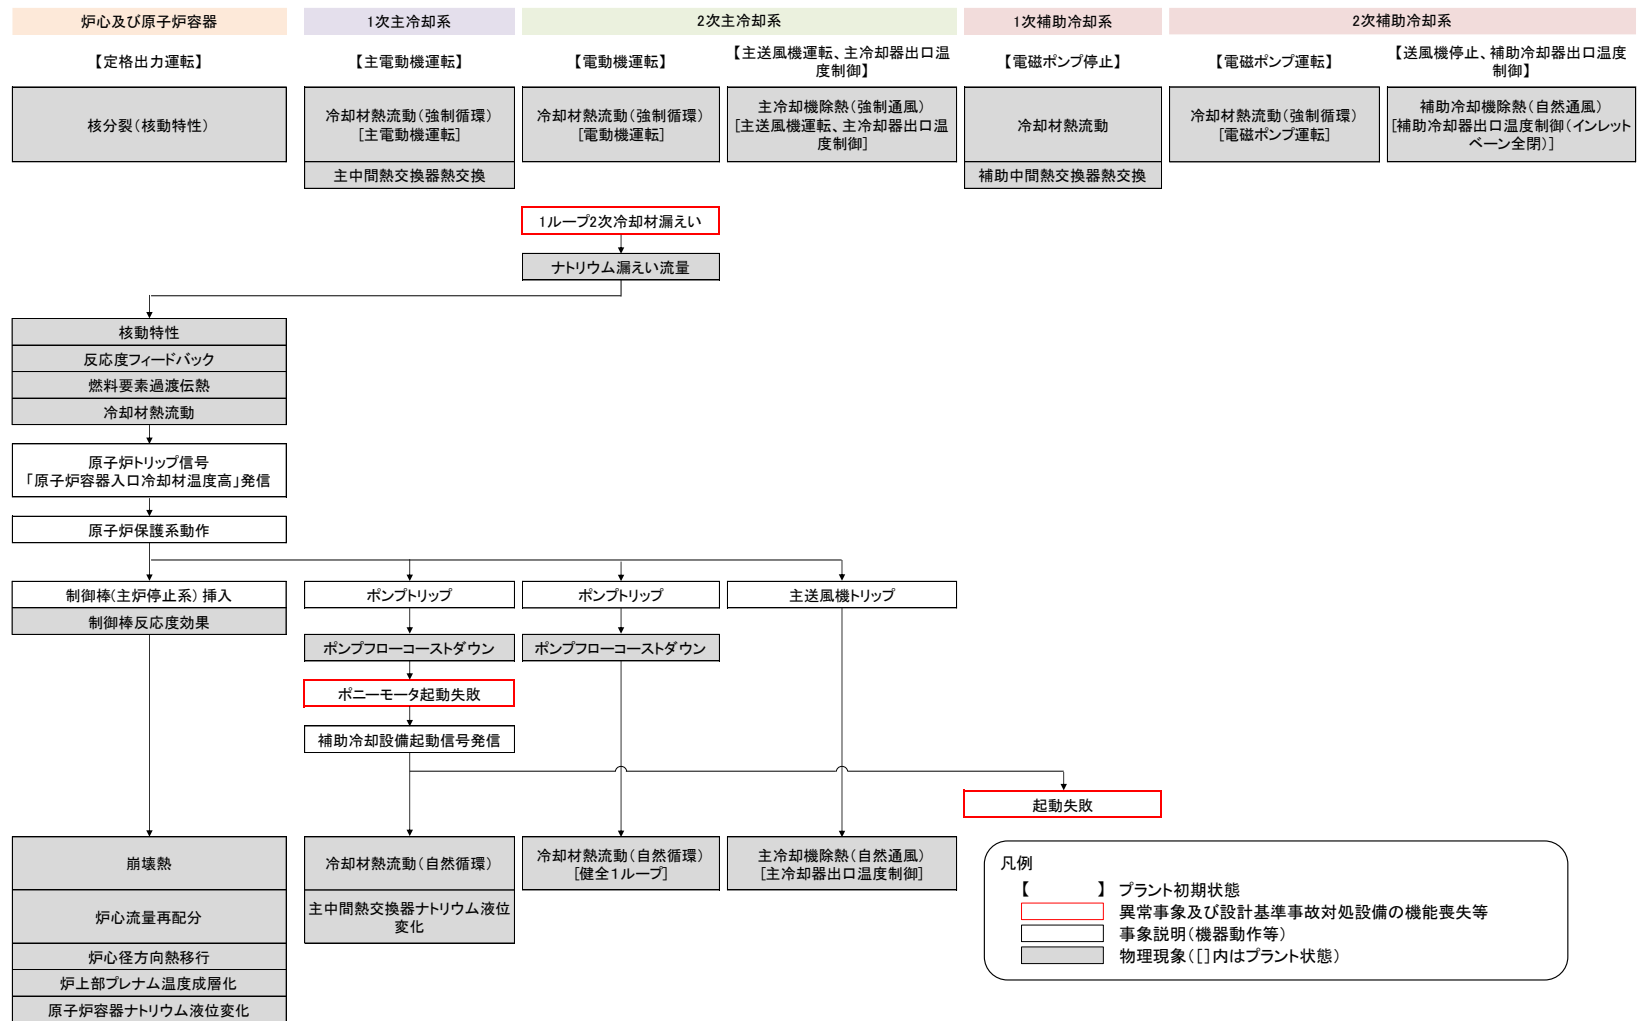 炉心及び原子炉容器
1次主冷却系
2次主冷却系
1次補助冷却系
2次補助冷却系
【定格出力運転】
【主電動機運転】
【電動機運転】
【主送風機運転、主冷却器出口温
度制御】
【電磁ポンプ停止】
【電磁ポンプ運転】
【送風機停止、補助冷却器出口温度
制御】
核分裂(核動特性)
冷却材熱流動(強制循環)
[主電動機運転]
冷却材熱流動(強制循環)
[電動機運転]
主冷却機除熱(強制通風)
[主送風機運転、主冷却器出口温
度制御]
冷却材熱流動
冷却材熱流動(強制循環)
[電磁ポンプ運転]
補助冷却機除熱(自然通風)
[補助冷却器出口温度制御(インレット
ベーン全閉)]
主中間熱交換器熱交換
補助中間熱交換器熱交換
1ループ2次冷却材漏えい
ナトリウム漏えい流量
核動特性
反応度フィードバック
燃料要素過渡伝熱
冷却材熱流動
原子炉トリップ信号
「原子炉容器入口冷却材温度高」発信
原子炉保護系動作
制御棒(主炉停止系) 挿入
ポンプトリップ
ポンプトリップ
主送風機トリップ
制御棒反応度効果
ポンプフローコーストダウン
ポンプフローコーストダウン
ポニーモータ起動失敗
補助冷却設備起動信号発信
起動失敗
崩壊熱
冷却材熱流動(自然循環)
冷却材熱流動(自然循環)
[健全1ループ]
主冷却機除熱(自然通風)
[主冷却器出口温度制御]
炉心流量再配分
主中間熱交換器ナトリウム液位
変化
炉心径方向熱移行
炉上部プレナム温度成層化
原子炉容器ナトリウム液位変化
凡例
【 】 プラント初期状態
異常事象及び設計基準事故対処設備の機能喪失等
事象説明(機器動作等)
物理現象([]内はプラント状態)